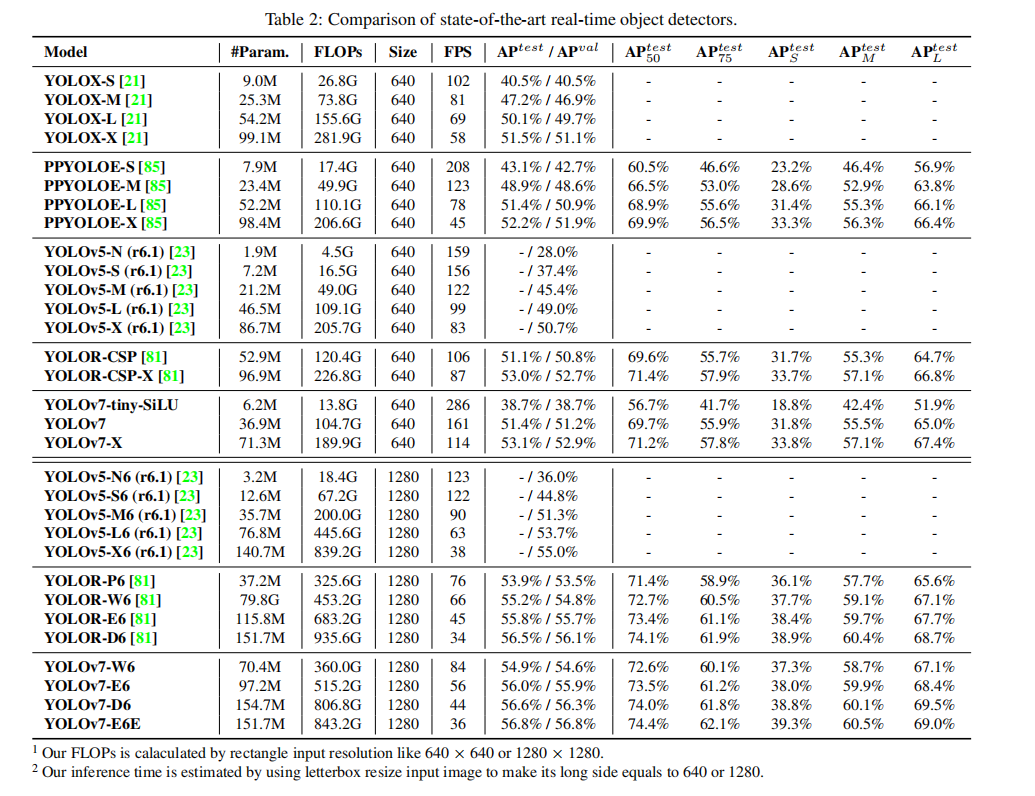 Table 2: Comparison of state-of-the-art real-time object detectors.
Model #Param. FLOPs Size FPS AP^test / AP^val AP^test_50 AP^test_75 AP^test_S AP^test_M AP^test_L
YOLOX-S [21] 9.0M 26.8G 640 102 40.5% / 40.5% - - - - -
YOLOX-M [21] 25.3M 73.8G 640 81 47.2% / 46.9% - - - - -
YOLOX-L [21] 54.2M 155.6G 640 69 50.1% / 49.7% - - - - -
YOLOX-X [21] 99.1M 281.9G 640 58 51.5% / 51.1% - - - - -
PPYOLOE-S [85] 7.9M 17.4G 640 208 43.1% / 42.7% 60.5% 46.6% 23.2% 46.4% 56.9%
PPYOLOE-M [85] 23.4M 49.9G 640 123 48.9% / 48.6% 66.5% 53.0% 28.6% 52.9% 63.8%
PPYOLOE-L [85] 52.2M 110.1G 640 78 51.4% / 50.9% 68.9% 55.6% 31.4% 55.3% 66.1%
PPYOLOE-X [85] 98.4M 206.6G 640 45 52.2% / 51.9% 69.9% 56.5% 33.3% 56.3% 66.4%
YOLOv5-N (r6.1) [23] 1.9M 4.5G 640 159 - / 28.0% - - - - -
YOLOv5-S (r6.1) [23] 7.2M 16.5G 640 156 - / 37.4% - - - - -
YOLOv5-M (r6.1) [23] 21.2M 49.0G 640 122 - / 45.4% - - - - -
YOLOv5-L (r6.1) [23] 46.5M 109.1G 640 99 - / 49.0% - - - - -
YOLOv5-X (r6.1) [23] 86.7M 205.7G 640 83 - / 50.7% - - - - -
YOLOR-CSP [81] 52.9M 120.4G 640 106 51.1% / 50.8% 69.6% 55.7% 31.7% 55.3% 64.7%
YOLOR-CSP-X [81] 96.9M 226.8G 640 87 53.0% / 52.7% 71.4% 57.9% 33.7% 57.1% 66.8%
YOLOv7-tiny-SiLU 6.2M 13.8G 640 286 38.7% / 38.7% 56.7% 41.7% 18.8% 42.4% 51.9%
YOLOv7 36.9M 104.7G 640 161 51.4% / 51.2% 69.7% 55.9% 31.8% 55.5% 65.0%
YOLOv7-X 71.3M 189.9G 640 114 53.1% / 52.9% 71.2% 57.8% 33.8% 57.1% 67.4%
YOLOv5-N6 (r6.1) [23] 3.2M 18.4G 1280 123 - / 36.0% - - - - -
YOLOv5-S6 (r6.1) [23] 12.6M 67.2G 1280 122 - / 44.8% - - - - -
YOLOv5-M6 (r6.1) [23] 35.7M 200.0G 1280 90 - / 51.3% - - - - -
YOLOv5-L6 (r6.1) [23] 76.8M 445.6G 1280 63 - / 53.7% - - - - -
YOLOv5-X6 (r6.1) [23] 140.7M 839.2G 1280 38 - / 55.0% - - - - -
YOLOR-P6 [81] 37.2M 325.6G 1280 76 53.9% / 53.5% 71.4% 58.9% 36.1% 57.7% 65.6%
YOLOR-W6 [81] 79.8G 453.2G 1280 66 55.2% / 54.8% 72.7% 60.5% 37.7% 59.1% 67.1%
YOLOR-E6 [81] 115.8M 683.2G 1280 45 55.8% / 55.7% 73.4% 61.1% 38.4% 59.7% 67.7%
YOLOR-D6 [81] 151.7M 935.6G 1280 34 56.5% / 56.1% 74.1% 61.9% 38.9% 60.4% 68.7%
YOLOv7-W6 70.4M 360.0G 1280 84 54.9% / 54.6% 72.6% 60.1% 37.3% 58.7% 67.1%
YOLOv7-E6 97.2M 515.2G 1280 56 56.0% / 55.9% 73.5% 61.2% 38.0% 59.9% 68.4%
YOLOv7-D6 154.7M 806.8G 1280 44 56.6% / 56.3% 74.0% 61.8% 38.8% 60.1% 69.5%
YOLOv7-E6E 151.7M 843.2G 1280 36 56.8% / 56.8% 74.4% 62.1% 39.3% 60.5% 69.0%
1 Our FLOPs is calaculated by rectangle input resolution like 640 × 640 or 1280 × 1280.
2 Our inference time is estimated by using letterbox resize input image to make its long side equals to 640 or 1280.